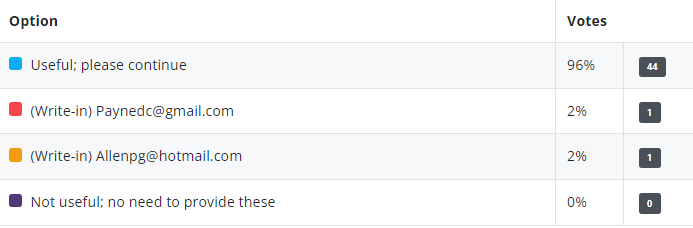 Option Votes
Useful; please continue 96% 44
(Write-in) Paynedc@gmail.com 2% 1
(Write-in) Allenpg@hotmail.com 2% 1
Not useful; no need to provide these 0% 0